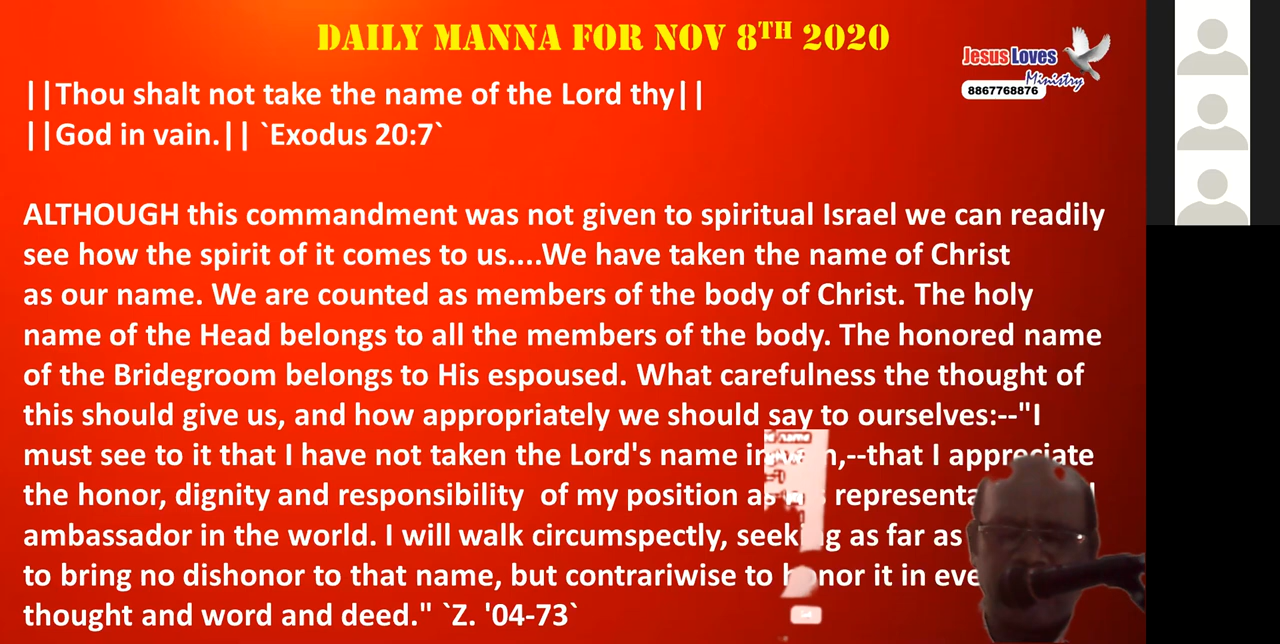 DAILY MANNA FOR NOV 8TH 2020
Jesus Loves
Ministry
8867768876
||Thou shalt not take the name of the Lord thy||
||God in vain.|| `Exodus 20:7`
ALTHOUGH this commandment was not given to spiritual Israel we can readily
see how the spirit of it comes to us....We have taken the name of Christ
as our name. We are counted as members of the body of Christ. The holy
name of the Head belongs to all the members of the body. The honored name
of the Bridegroom belongs to His espoused. What carefulness the thought of
this should give us, and how appropriately we should say to ourselves:--"I
must see to it that I have not taken the Lord's name in,--that I appreciate
the honor, dignity and responsibility  of my position as
ambassador in the world. I will walk circumspectly, seeking as far as
to bring no dishonor to that name, but contrariwise to honor it in
thought and word and deed." `Z. '04-73`